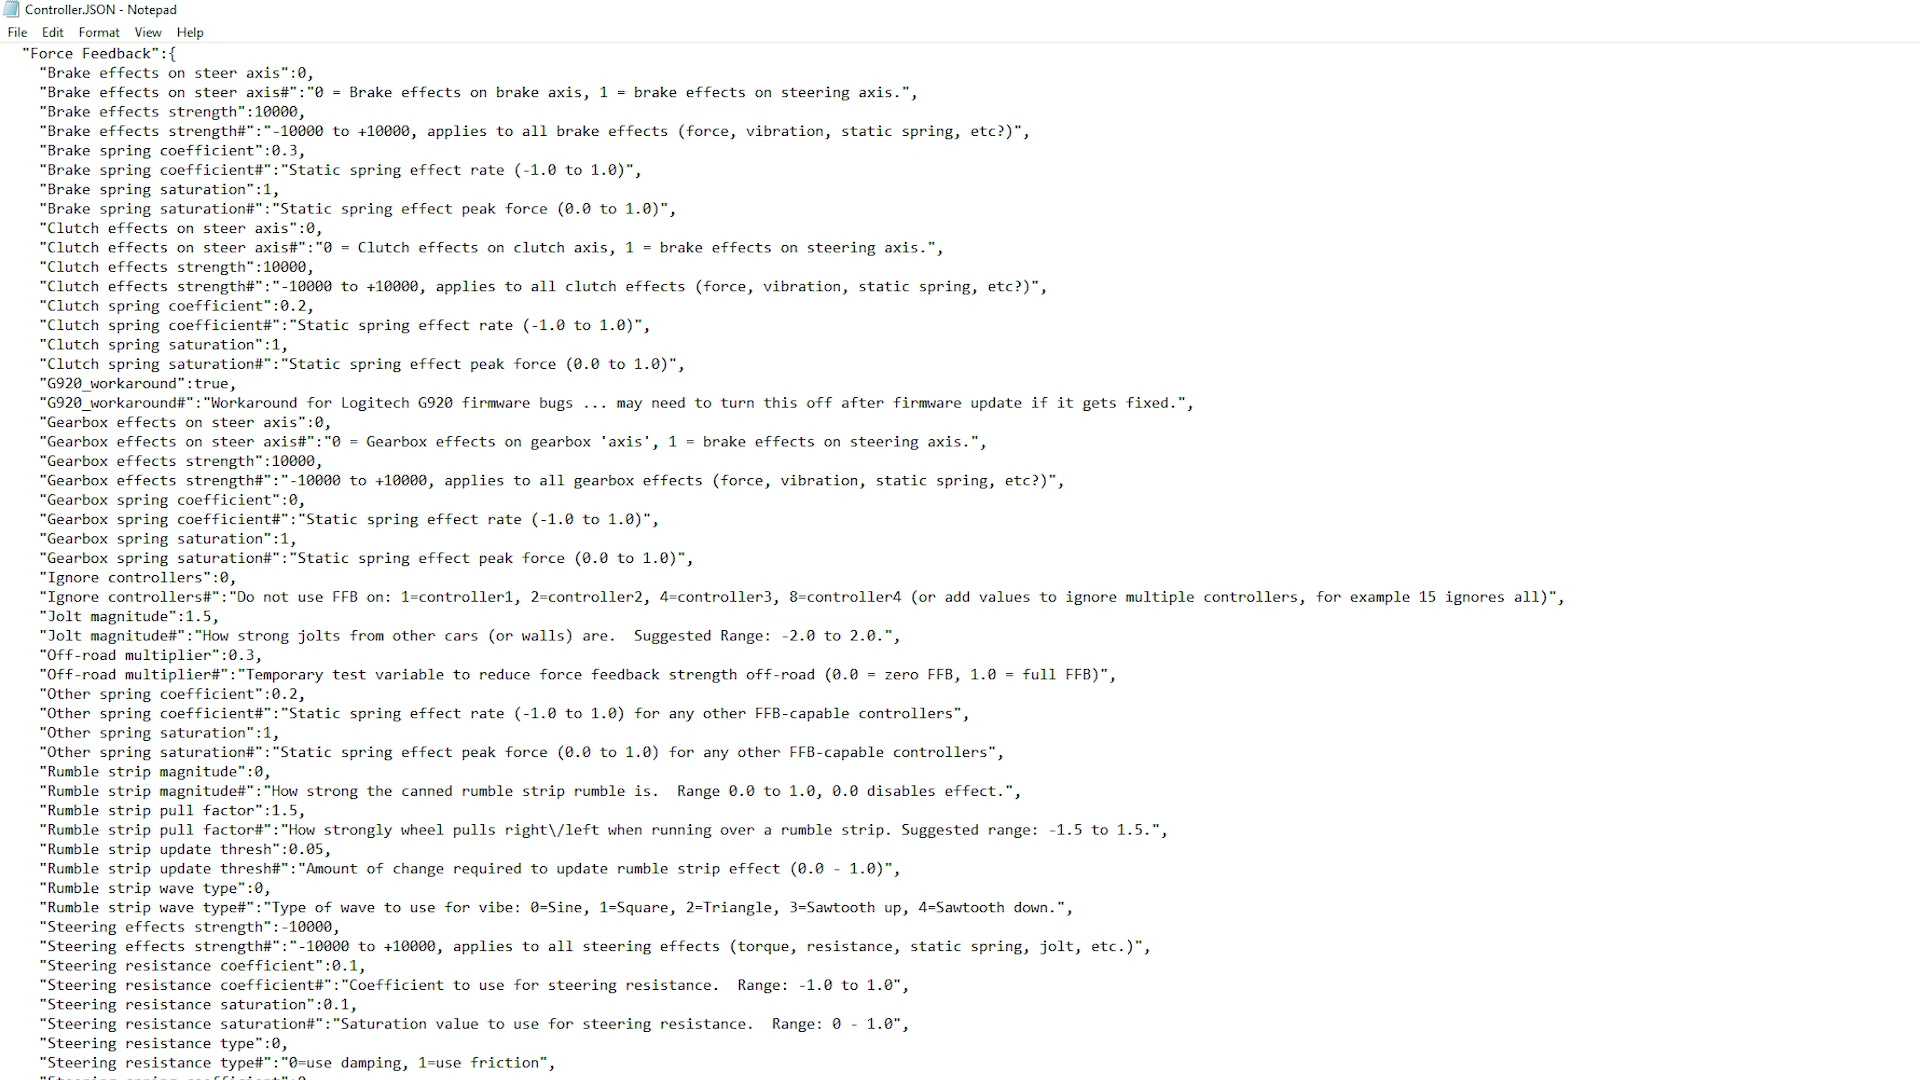 Controller.JSON - Notepad
File Edit Format View Help
"Force Feedback":{
"Brake effects on steer axis":0,
"Brake effects on steer axis#":"0 = Brake effects on brake axis, 1 = brake effects on steering axis.",
"Brake effects strength":10000,
"Brake effects strength#":"-10000 to +10000, applies to all brake effects (force, vibration, static spring, etc?)",
"Brake spring coefficient":0.3,
"Brake spring coefficient#":"Static spring effect rate (-1.0 to 1.0)",
"Brake spring saturation":1,
"Brake spring saturation#":"Static spring effect peak force (0.0 to 1.0)",
"Clutch effects on steer axis":0,
"Clutch effects on steer axis#":"0 = Clutch effects on clutch axis, 1 = brake effects on steering axis.",
"Clutch effects strength":10000,
"Clutch effects strength#":"-10000 to +10000, applies to all clutch effects (force, vibration, static spring, etc?)",
"Clutch spring coefficient":0.2,
"Clutch spring coefficient#":"Static spring effect rate (-1.0 to 1.0)",
"Clutch spring saturation":1,
"Clutch spring saturation#":"Static spring effect peak force (0.0 to 1.0)",
"G920_workaround":true,
"G920_workaround#":"Workaround for Logitech G920 firmware bugs ... may need to turn this off after firmware update if it gets fixed.",
"Gearbox effects on steer axis":0,
"Gearbox effects on steer axis#":"0 = Gearbox effects on gearbox 'axis', 1 = brake effects on steering axis.",
"Gearbox effects strength":10000,
"Gearbox effects strength#":"-10000 to +10000, applies to all gearbox effects (force, vibration, static spring, etc?)",
"Gearbox spring coefficient":0,
"Gearbox spring coefficient#":"Static spring effect rate (-1.0 to 1.0)",
"Gearbox spring saturation":1,
"Gearbox spring saturation#":"Static spring effect peak force (0.0 to 1.0)",
"Ignore controllers":0,
"Ignore controllers#":"Do not use FFB on: 1=controller1, 2=controller2, 4=controller3, 8=controller4 (or add values to ignore multiple controllers, for example 15 ignores all)",
"Jolt magnitude":1.5,
"Jolt magnitude#":"How strong jolts from other cars (or walls) are.  Suggested Range: -2.0 to 2.0.",
"Off-road multiplier":0.3,
"Off-road multiplier#":"Temporary test variable to reduce force feedback strength off-road (0.0 = zero FFB, 1.0 = full FFB)",
"Other spring coefficient":0.2,
"Other spring coefficient#":"Static spring effect rate (-1.0 to 1.0) for any other FFB-capable controllers",
"Other spring saturation":1,
"Other spring saturation#":"Static spring effect peak force (0.0 to 1.0) for any other FFB-capable controllers",
"Rumble strip magnitude":0,
"Rumble strip magnitude#":"How strong the canned rumble strip rumble is.  Range 0.0 to 1.0, 0.0 disables effect.",
"Rumble strip pull factor":1.5,
"Rumble strip pull factor#":"How strongly wheel pulls right\/left when running over a rumble strip. Suggested range: -1.5 to 1.5.",
"Rumble strip update thresh":0.05,
"Rumble strip update thresh#":"Amount of change required to update rumble strip effect (0.0 - 1.0)",
"Rumble strip wave type":0,
"Rumble strip wave type#":"Type of wave to use for vibe: 0=Sine, 1=Square, 2=Triangle, 3=Sawtooth up, 4=Sawtooth down.",
"Steering effects strength":-10000,
"Steering effects strength#":"-10000 to +10000, applies to all steering effects (torque, resistance, static spring, jolt, etc.)",
"Steering resistance coefficient":0.1,
"Steering resistance coefficient#":"Coefficient to use for steering resistance.  Range: -1.0 to 1.0",
"Steering resistance saturation":0.1,
"Steering resistance saturation#":"Saturation value to use for steering resistance.  Range: 0 - 1.0",
"Steering resistance type":0,
"Steering resistance type#":"0=use damping, 1=use friction",